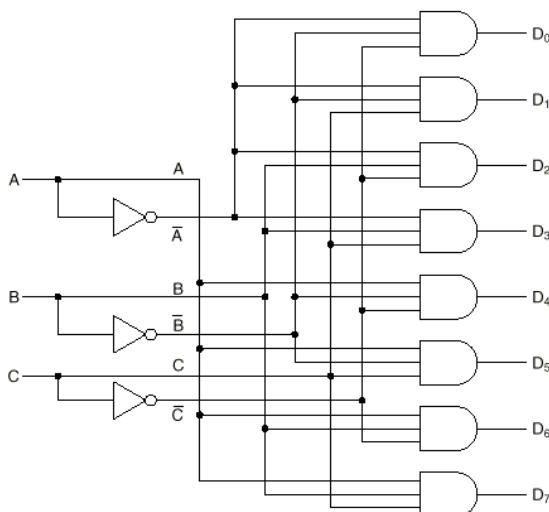 D₀
D₁
A A
D₂
A̅
D₃
B B
D₄
B̅
C C
D₅
C̅
D₆
D₇